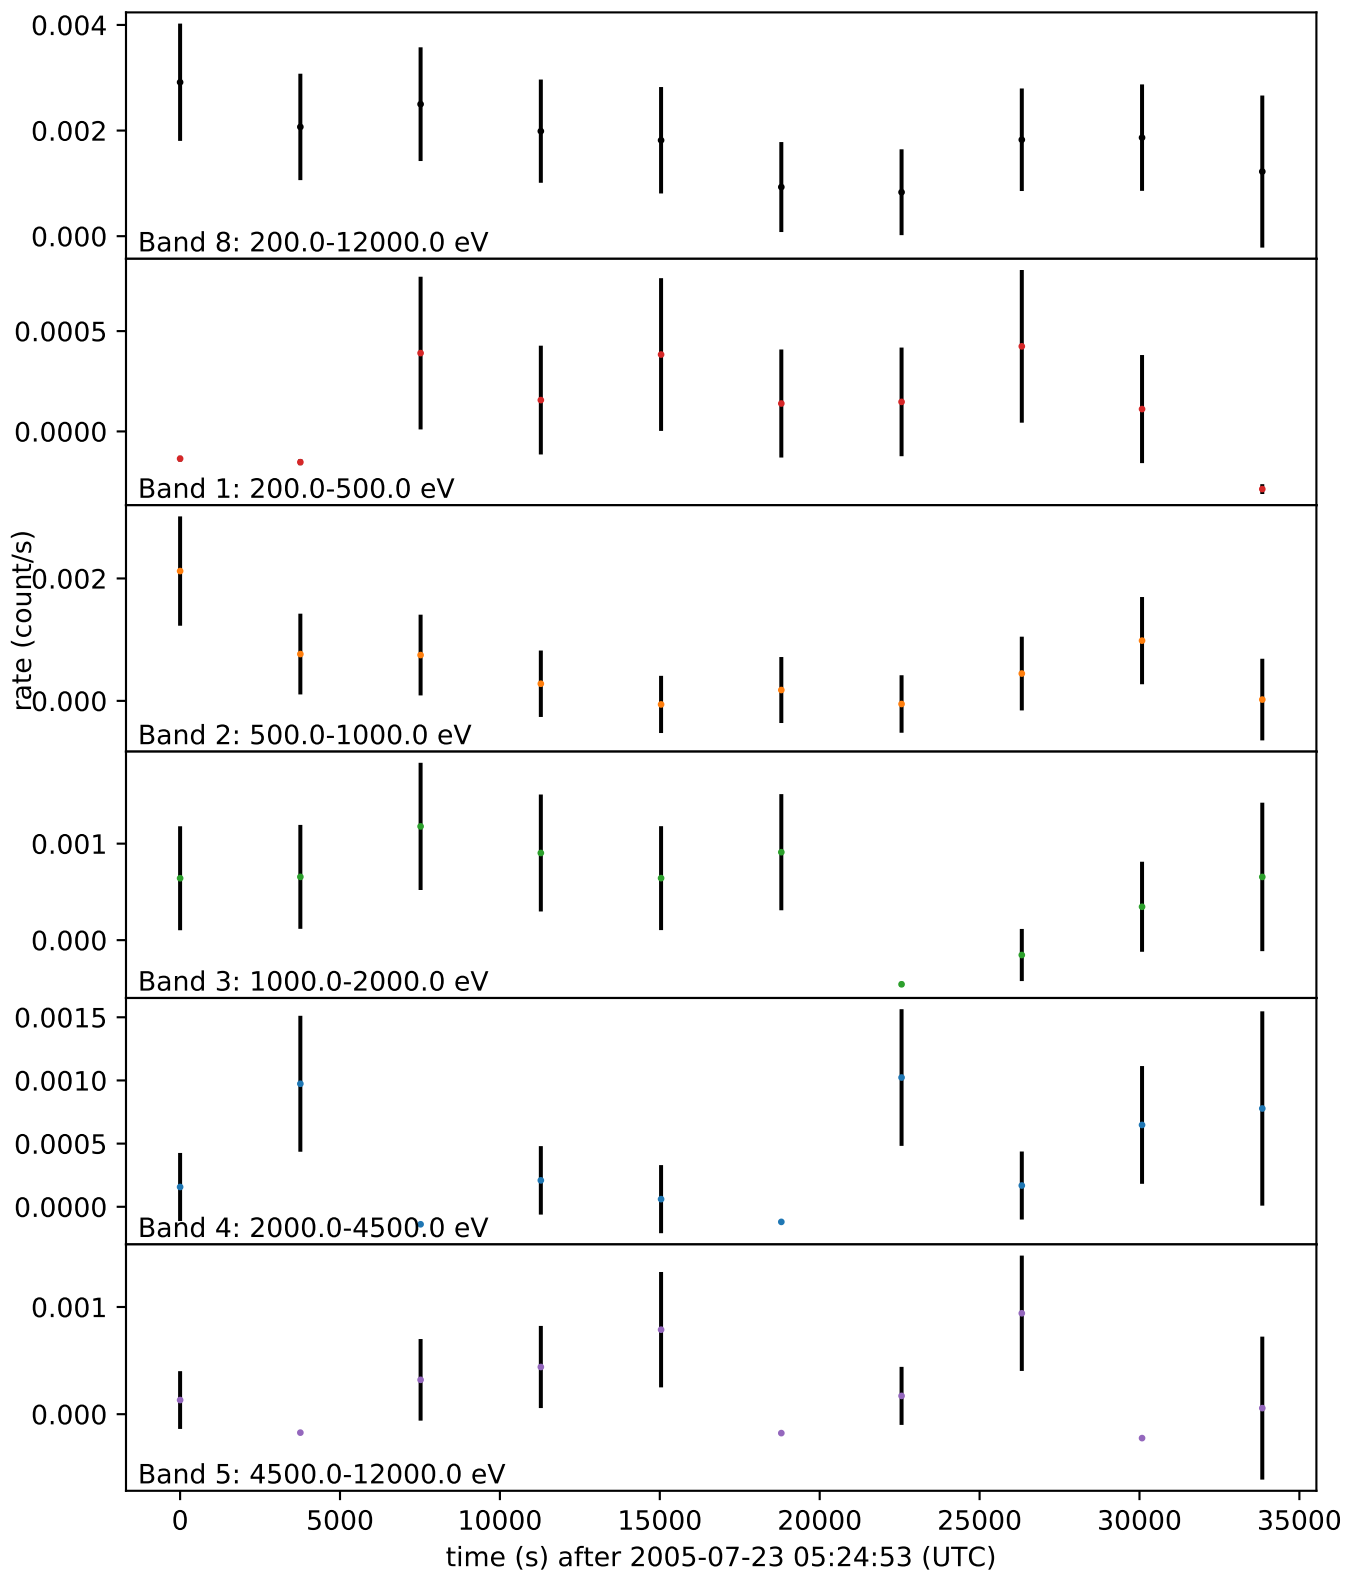 0.004
0.002
0.000
Band 8: 200.0-12000.0 eV
0.0005
0.0000
Band 1: 200.0-500.0 eV
rate (count/s)
0.002
0.000
Band 2: 500.0-1000.0 eV
0.001
0.000
Band 3: 1000.0-2000.0 eV
0.0015
0.0010
0.0005
0.0000
Band 4: 2000.0-4500.0 eV
0.001
0.000
Band 5: 4500.0-12000.0 eV
0 5000 10000 15000 20000 25000 30000 35000
time (s) after 2005-07-23 05:24:53 (UTC)